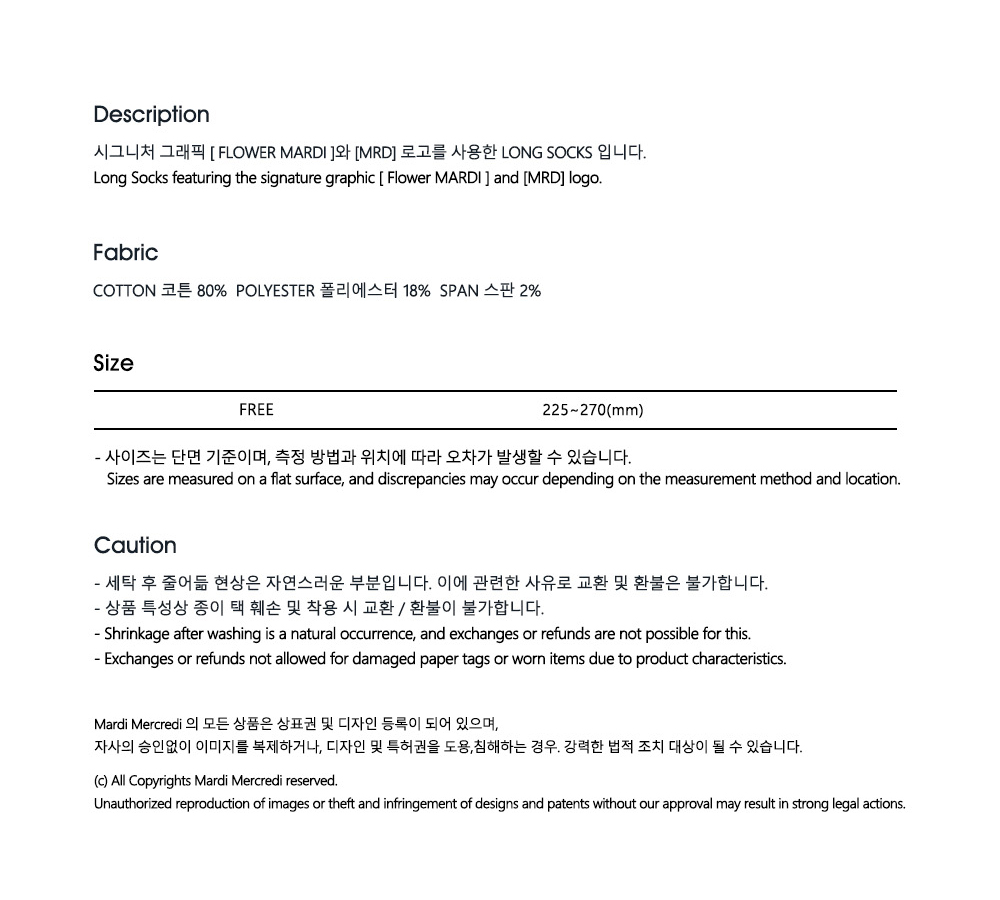 Description
시그니처 그래픽 [ FLOWER MARDI ]와 [MRD] 로고를 사용한 LONG SOCKS 입니다.
Long Socks featuring the signature graphic [ Flower MARDI ] and [MRD] logo.
Fabric
COTTON 코튼 80%  POLYESTER 폴리에스터 18%  SPAN 스판 2%
Size
FREE 225~270(mm)
- 사이즈는 단면 기준이며, 측정 방법과 위치에 따라 오차가 발생할 수 있습니다.
Sizes are measured on a flat surface, and discrepancies may occur depending on the measurement method and location.
Caution
- 세탁 후 줄어듦 현상은 자연스러운 부분입니다. 이에 관련한 사유로 교환 및 환불은 불가합니다.
- 상품 특성상 종이 택 훼손 및 착용 시 교환 / 환불이 불가합니다.
- Shrinkage after washing is a natural occurrence, and exchanges or refunds are not possible for this.
- Exchanges or refunds not allowed for damaged paper tags or worn items due to product characteristics.
Mardi Mercredi 의 모든 상품은 상표권 및 디자인 등록이 되어 있으며,
자사의 승인없이 이미지를 복제하거나, 디자인 및 특허권을 도용,침해하는 경우. 강력한 법적 조치 대상이 될 수 있습니다.
(c) All Copyrights Mardi Mercredi reserved.
Unauthorized reproduction of images or theft and infringement of designs and patents without our approval may result in strong legal actions.